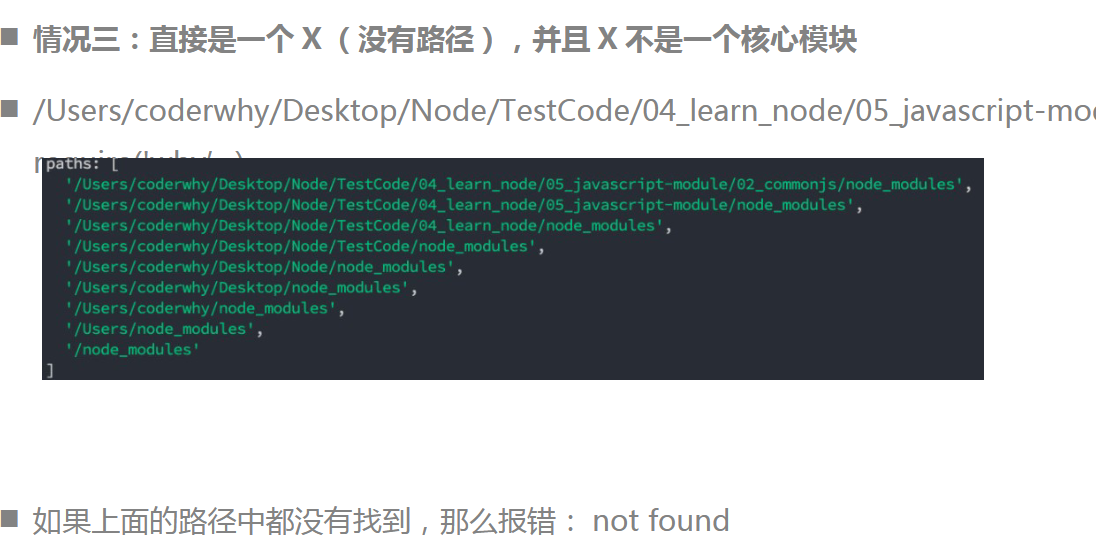 情况三：直接是一个 X（没有路径），并且 X 不是一个核心模块
/Users/coderwhy/Desktop/Node/TestCode/04_learn_node/05_javascript-mo
paths: [
'/Users/coderwhy/Desktop/Node/TestCode/04_learn_node/05_javascript-module/02_commonjs/node_modules',
'/Users/coderwhy/Desktop/Node/TestCode/04_learn_node/05_javascript-module/node_modules',
'/Users/coderwhy/Desktop/Node/TestCode/04_learn_node/node_modules',
'/Users/coderwhy/Desktop/Node/TestCode/node_modules',
'/Users/coderwhy/Desktop/Node/node_modules',
'/Users/coderwhy/Desktop/node_modules',
'/Users/coderwhy/node_modules',
'/Users/node_modules',
'/node_modules'
]
如果上面的路径中都没有找到，那么报错： not found